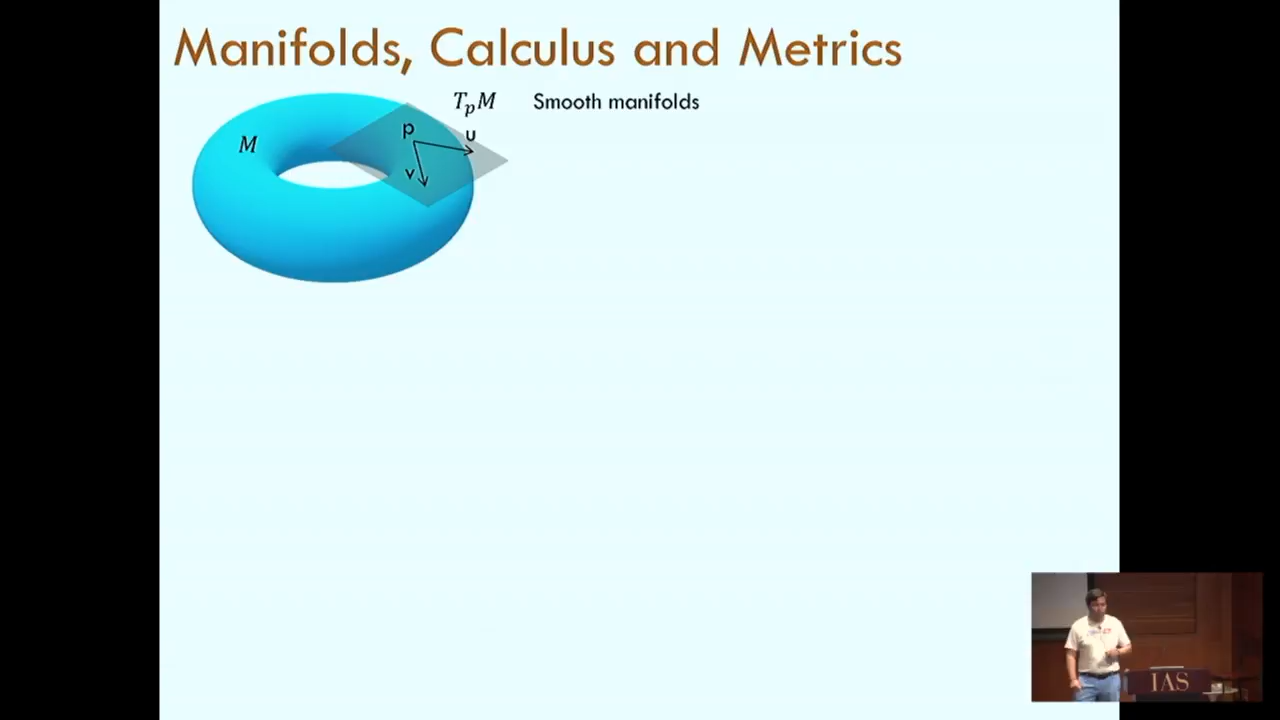 Manifolds, Calculus and Metrics
T_pM Smooth manifolds
M
p
u
v
IAS